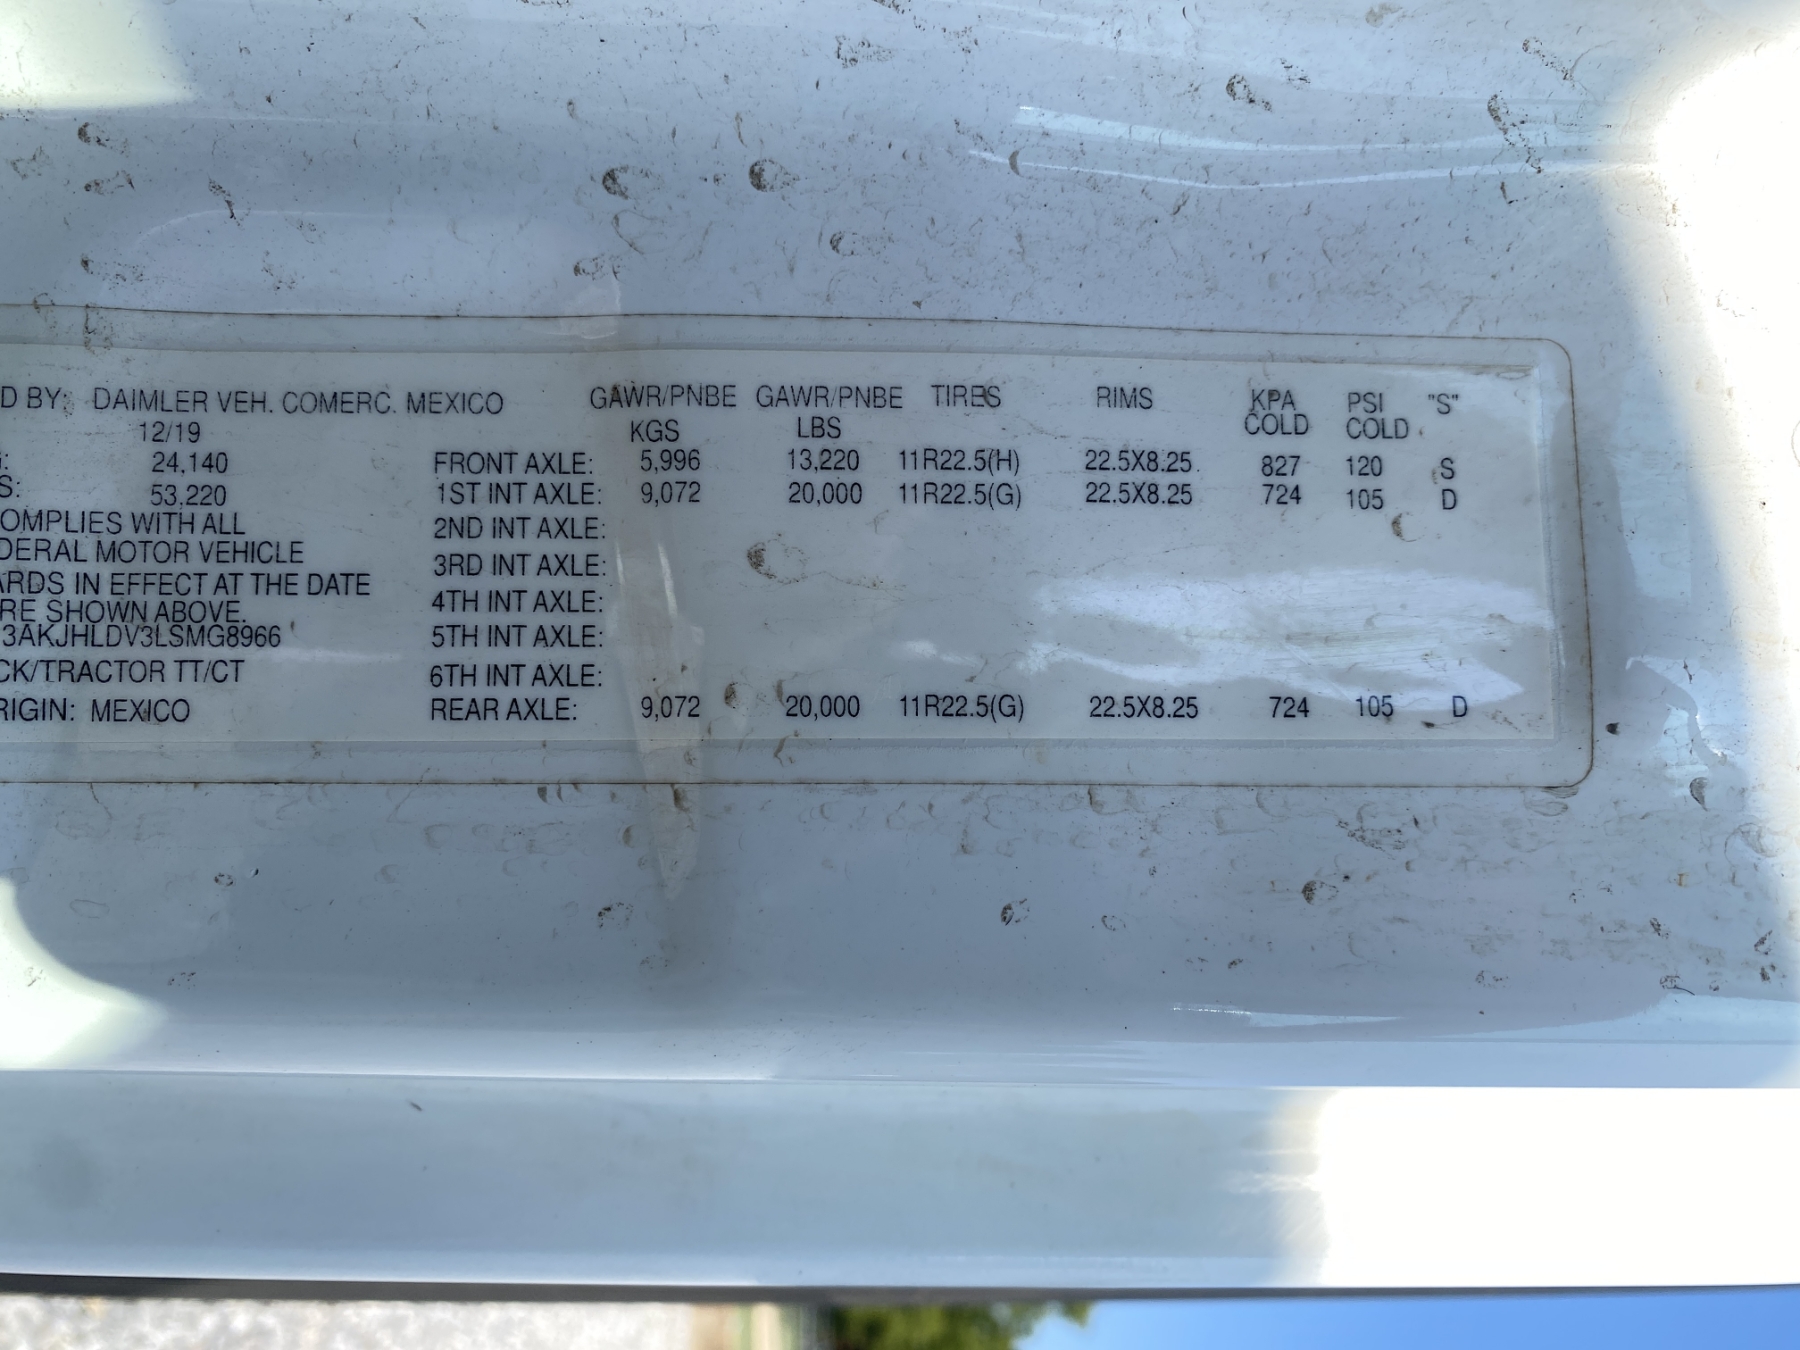 D BY: DAIMLER VEH. COMERC. MEXICO GAWR/PNBE GAWR/PNBE TIRES RIMS KPA PSI "S"
12/19 KGS LBS COLD COLD
G: 24,140 FRONT AXLE: 5,996 13,220 11R22.5(H) 22.5X8.25 827 120 S
S: 53,220 1ST INT AXLE: 9,072 20,000 11R22.5(G) 22.5X8.25 724 105 D
OMPLIES WITH ALL 2ND INT AXLE:
DERAL MOTOR VEHICLE 3RD INT AXLE:
ARDS IN EFFECT AT THE DATE 4TH INT AXLE:
RE SHOWN ABOVE.
3AKJHLDV3LSMG8966 5TH INT AXLE:
CK/TRACTOR TT/CT 6TH INT AXLE:
RIGIN: MEXICO REAR AXLE: 9,072 20,000 11R22.5(G) 22.5X8.25 724 105 D